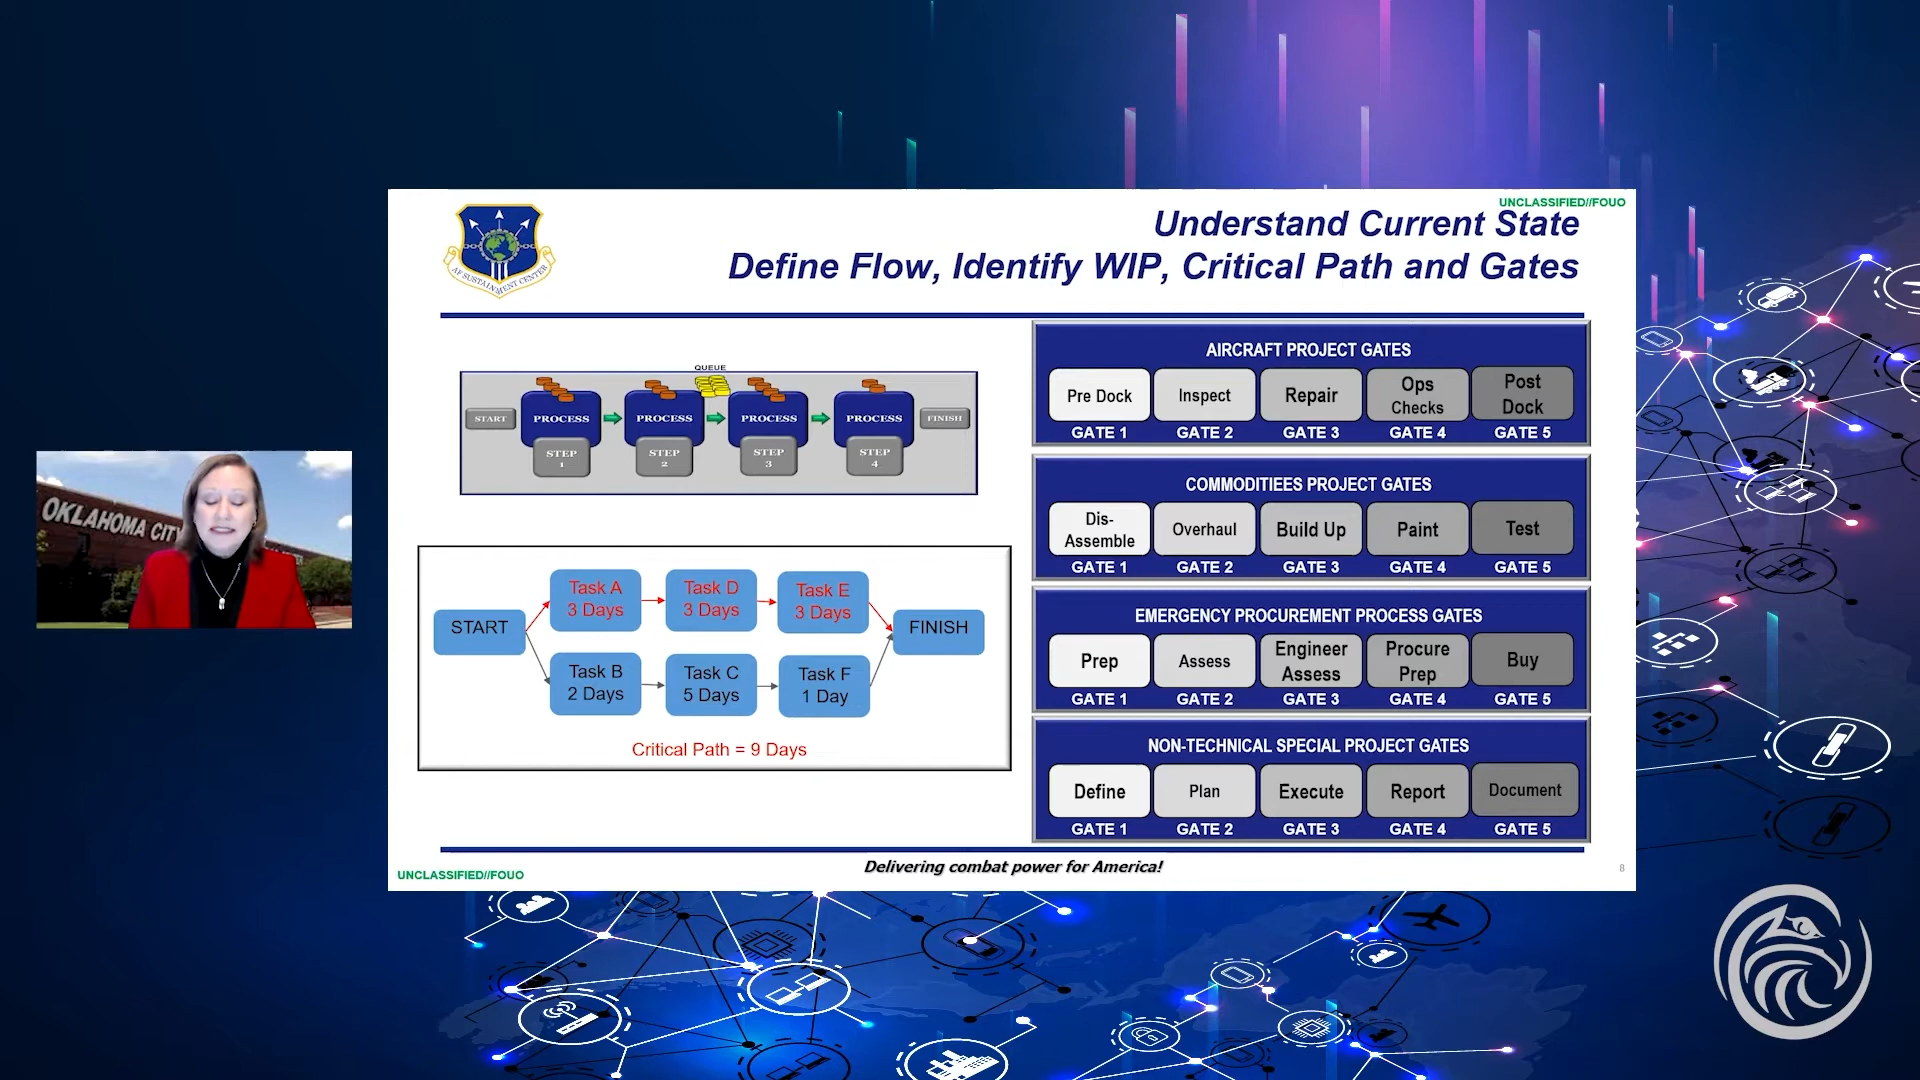 UNCLASSIFIED//FOUO
Understand Current State
Define Flow, Identify WIP, Critical Path and Gates
AF SUSTAINMENT CENTER
OKLAHOMA CITY
QUEUE
START
PROCESS
PROCESS
PROCESS
PROCESS
FINISH
STEP
1
STEP
2
STEP
3
STEP
4
START
Task A
3 Days
Task D
3 Days
Task E
3 Days
Task B
2 Days
Task C
5 Days
Task F
1 Day
FINISH
Critical Path = 9 Days
AIRCRAFT PROJECT GATES
Pre Dock
Inspect
Repair
Ops
Checks
Post
Dock
GATE 1
GATE 2
GATE 3
GATE 4
GATE 5
COMMODITIEES PROJECT GATES
Dis-
Assemble
Overhaul
Build Up
Paint
Test
GATE 1
GATE 2
GATE 3
GATE 4
GATE 5
EMERGENCY PROCUREMENT PROCESS GATES
Prep
Assess
Engineer
Assess
Procure
Prep
Buy
GATE 1
GATE 2
GATE 3
GATE 4
GATE 5
NON-TECHNICAL SPECIAL PROJECT GATES
Define
Plan
Execute
Report
Document
GATE 1
GATE 2
GATE 3
GATE 4
GATE 5
Delivering combat power for America!
8
UNCLASSIFIED//FOUO